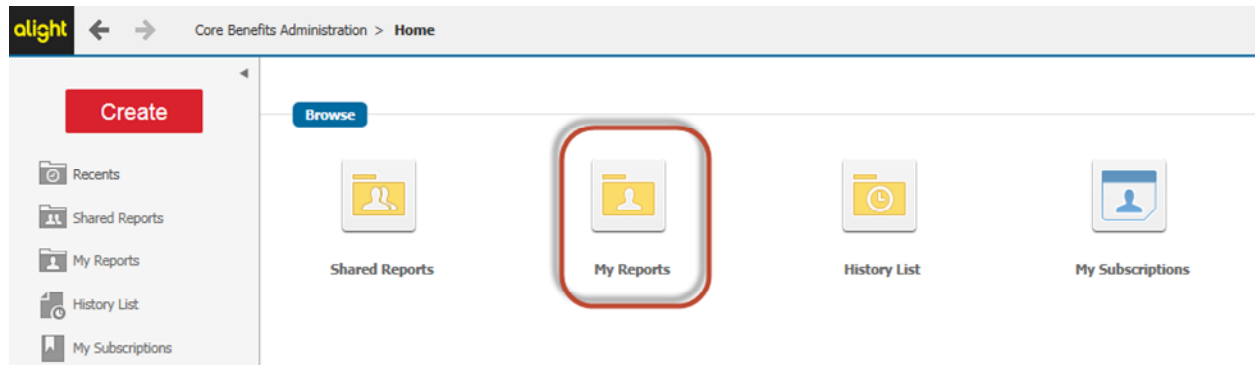 alight
Core Benefits Administration > Home
Create
Recents
Shared Reports
My Reports
History List
My Subscriptions
Browse
Shared Reports
My Reports
History List
My Subscriptions